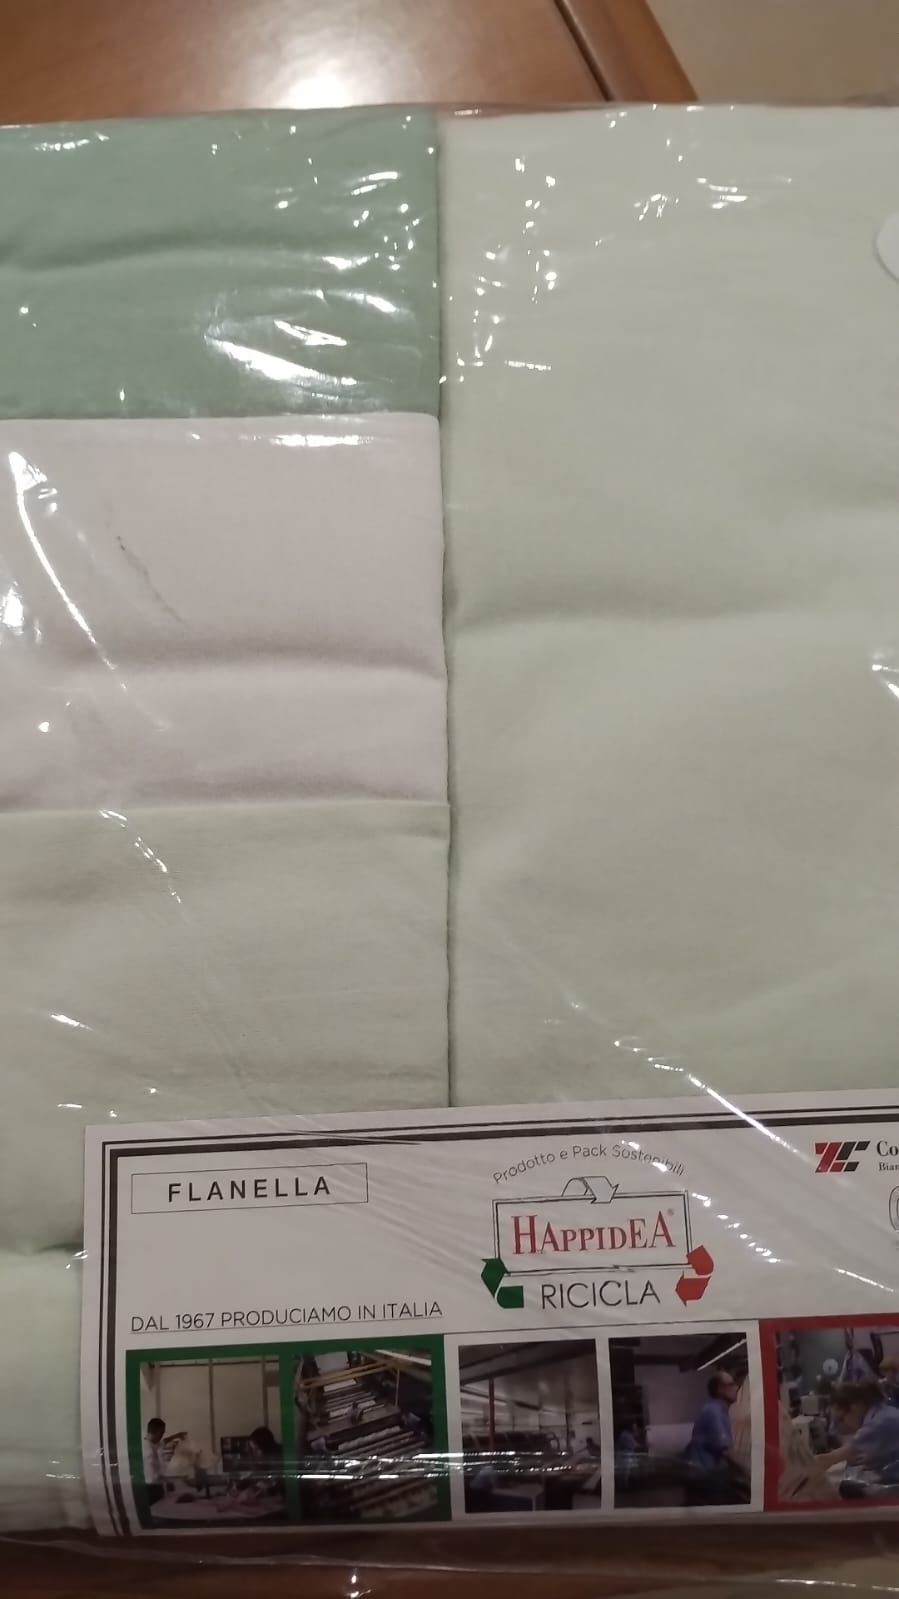 FLANELLA
Prodotto e Pack Sostenibili
HAPPIDEA®
RICICLA
DAL 1967 PRODUCIAMO IN ITALIA